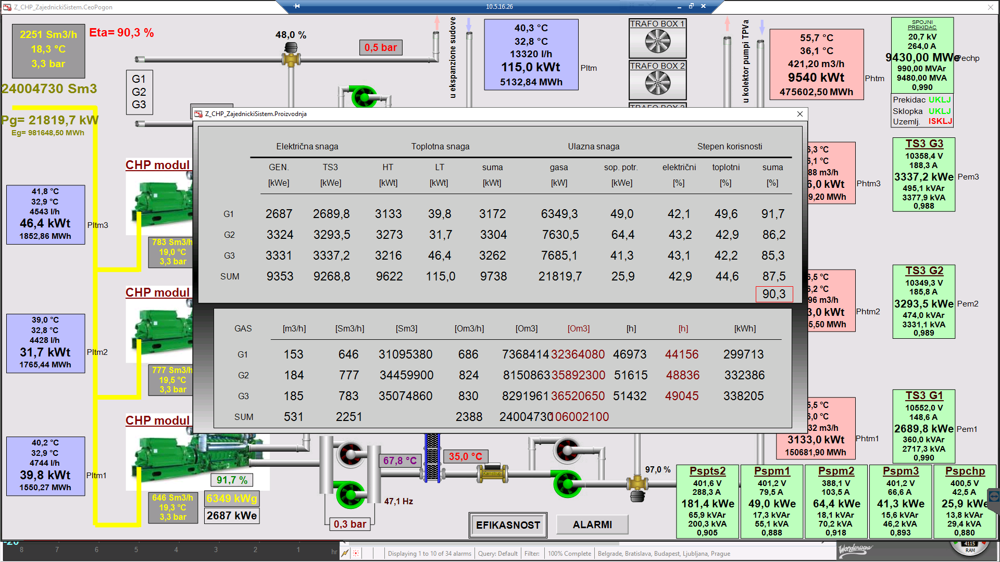 Z_CHP_ZajednickiSistem.CeoPogon
10.5.16.26
2251 Sm3/h
18,3 °C
3,3 bar
Eta= 90,3 %
24004730 Sm3
Pg= 21819,7 kW
Eg= 981648,50 MWh
G1
G2
G3
48,0 %
0,5 bar
u ekspanzione sudove
40,3 °C
32,8 °C
13320 l/h
115,0 kWt
5132,84 MWh
Pltm
TRAFO BOX 1
TRAFO BOX 2
u kolektor pumpi TPVa
55,7 °C
36,1 °C
421,20 m3/h
9540 kWt
475602,50 MWh
Phtm
SPOJNI
PREKIDAC
20,7 kV
264,0 A
9430,00 MWe
990,00 MVAr
9480,00 MVA
0,990
Pechp
Prekidac UKLJ
Sklopka UKLJ
Uzemlj. ISKLJ
Z_CHP_ZajednickiSistem.Proizvodnja
Električna snaga Toplotna snaga Ulazna snaga Stepen korisnosti
GEN. TS3 HT LT suma gasa sop. potr. električni toplotni suma
[kWe] [kWe] [kWt] [kWt] [kWt] [kW] [kWe] [%] [%] [%]
G1 2687 2689,8 3133 39,8 3172 6349,3 49,0 42,1 49,6 91,7
G2 3324 3293,5 3273 31,7 3304 7630,5 64,4 43,2 42,9 86,2
G3 3331 3337,2 3216 46,4 3262 7685,1 41,3 43,1 42,2 85,3
SUM 9353 9268,8 9622 115,0 9738 21819,7 25,9 42,9 44,6 87,5
90,3
GAS [m3/h] [Sm3/h] [Sm3] [Om3/h] [Om3] [Om3] [h] [h] [kWh]
G1 153 646 31095380 686 7368414 32364080 46973 44156 299713
G2 184 777 34459900 824 8150863 35892300 51615 48836 332386
G3 185 783 35074860 830 8291961 36520650 51432 49045 338205
SUM 531 2251 2388 24004730 106002100
CHP modul
41,8 °C
32,9 °C
4543 l/h
46,4 kWt
1852,86 MWh
Pltm3
783 Sm3/h
19,0 °C
3,3 bar
CHP modul
39,0 °C
32,8 °C
4428 l/h
31,7 kWt
1765,44 MWh
Pltm2
777 Sm3/h
19,5 °C
3,3 bar
CHP modul
40,2 °C
32,9 °C
4744 l/h
39,8 kWt
1550,27 MWh
Pltm1
646 Sm3/h
19,3 °C
3,3 bar
91,7 %
6349 kWg
2687 kWe
6,3 °C
6,1 °C
88 m3/h
6,0 kWt
9,20 MWh
Phtm3
TS3 G3
10358,4 V
188,3 A
3337,2 kWe
495,1 kVAr
3377,9 kVA
0,988
Pem3
6,5 °C
6,2 °C
96 m3/h
3,0 kWt
5,50 MWh
Phtm2
TS3 G2
10349,3 V
185,8 A
3293,5 kWe
474,0 kVAr
3331,1 kVA
0,989
Pem2
5,5 °C
6,0 °C
32 m3/h
3133,0 kWt
150681,90 MWh
Phtm1
TS3 G1
10552,0 V
148,6 A
2689,8 kWe
360,0 kVAr
2717,3 kVA
0,990
Pem1
67,8 °C
35,0 °C
Kamstrup
47,1 Hz
0,3 bar
97,0 %
EFIKASNOST
ALARMI
Pspts2
401,6 V
288,3 A
181,4 kWe
65,9 kVAr
200,3 kVA
0,905
Pspm1
401,2 V
79,5 A
49,0 kWe
17,3 kVAr
55,1 kVA
0,888
Pspm2
388,1 V
103,5 A
64,4 kWe
18,1 kVAr
70,2 kVA
0,918
Pspm3
401,2 V
66,6 A
41,3 kWe
15,6 kVAr
46,2 kVA
0,893
Pspchp
400,5 V
42,5 A
25,9 kWe
13,8 kVAr
29,4 kVA
0,880
-20
8 7 6 5 4 3 2 1 hr
Displaying 1 to 10 of 34 alarms Query: Default Filter: 100% Complete Belgrade, Bratislava, Budapest, Ljubljana, Prague
Wonderware
4115
RAM